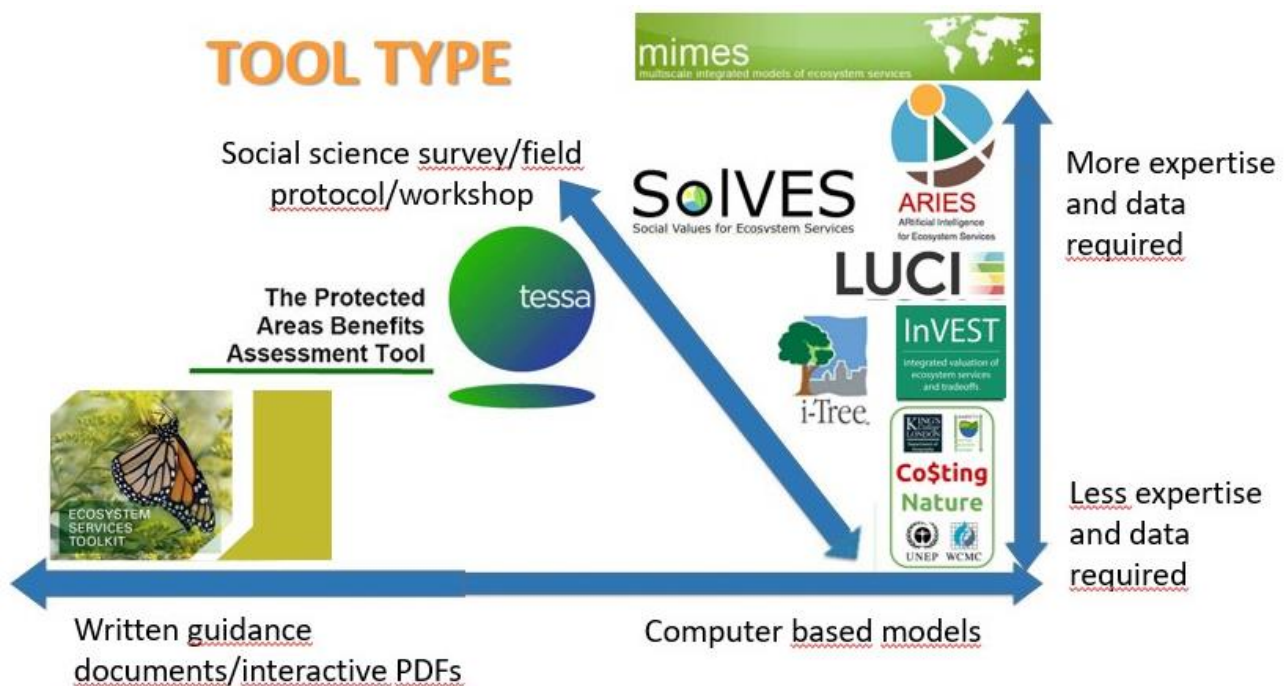 TOOL TYPE
mimes
multiscale integrated models of ecosystem services
Social science survey/field
protocol/workshop
SolVES
Social Values for Ecosystem Services
ARIES
ARtificial Intelligence
for Ecosystem Services
More expertise
and data
required
The Protected
Areas Benefits
Assessment Tool
tessa
LUCI
i-Tree
InVEST
integrated valuation of
ecosystem services
and tradeoffs
KING'S
College
LONDON
Co$ting
Nature
UNEP WCMC
Less expertise
and data
required
ECOSYSTEM
SERVICES
TOOLKIT
Written guidance
documents/interactive PDFs
Computer based models